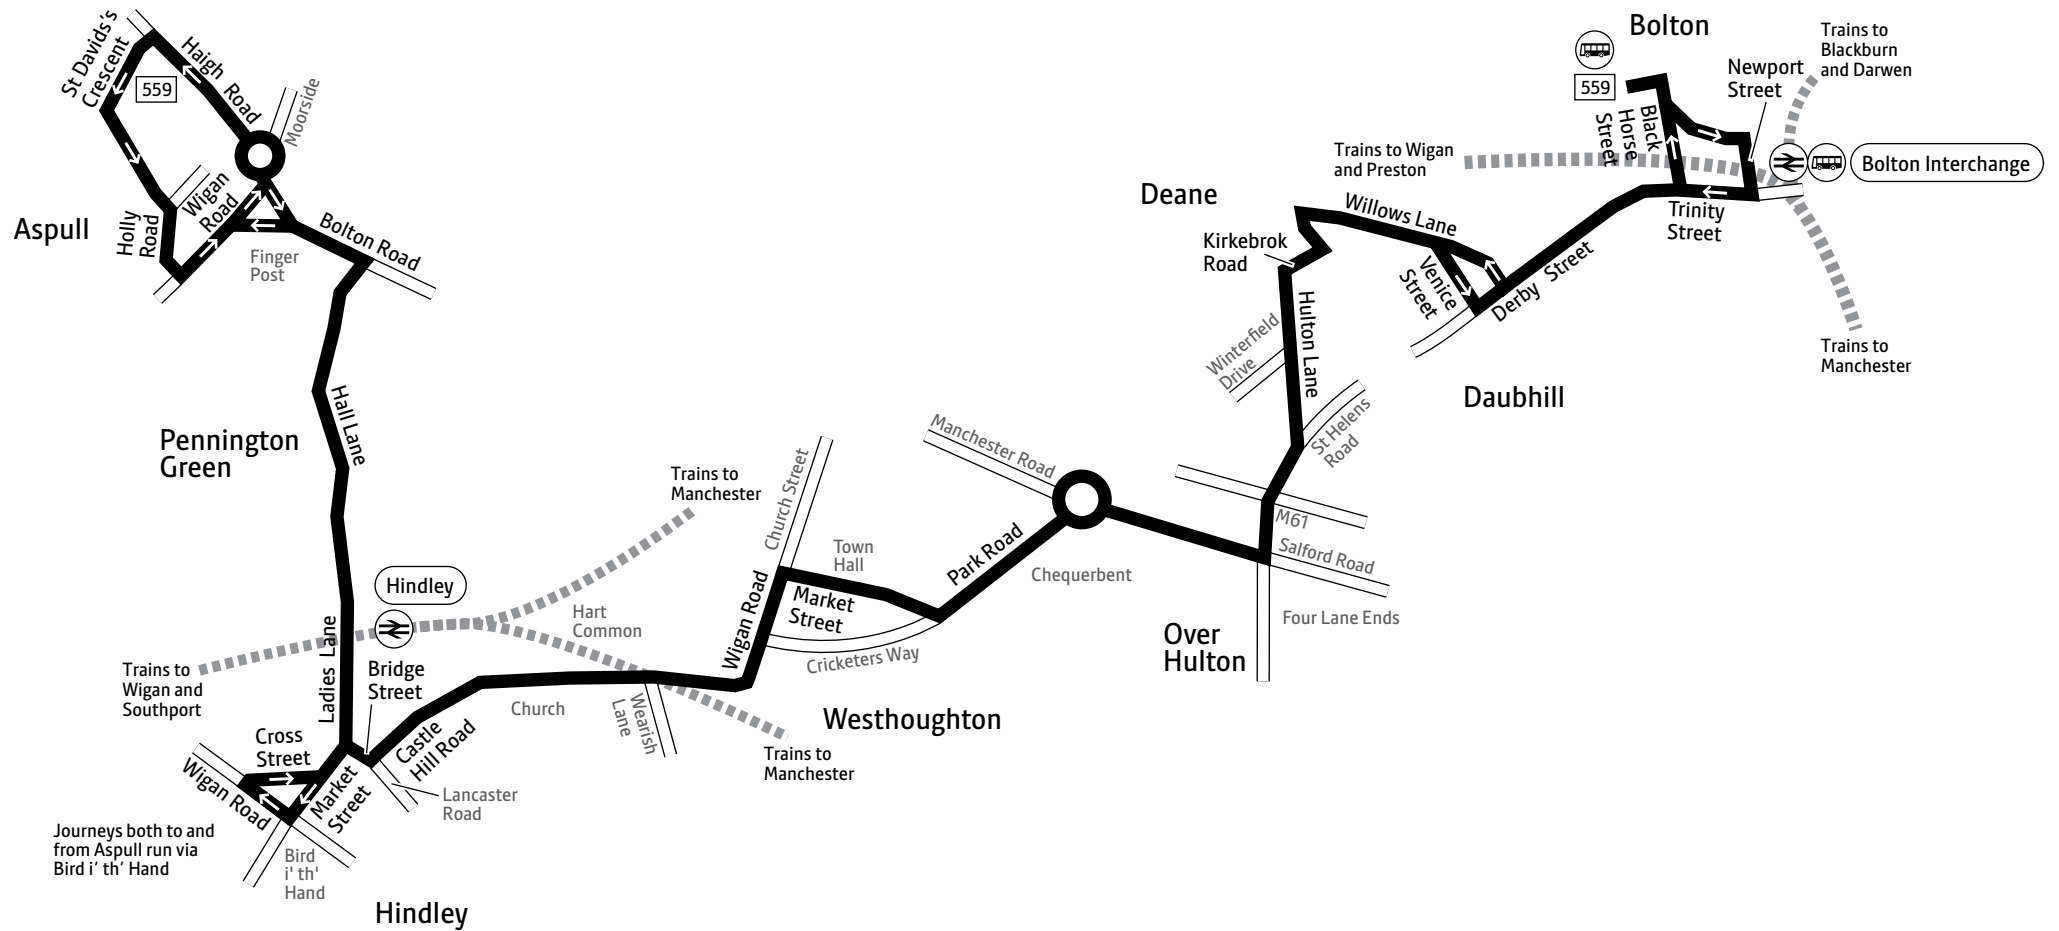 St Davids's
Crescent
Haigh
Road
559
Moorside
Aspull
Holly
Road
Wigan
Road
Finger
Post
Bolton Road
Pennington
Green
Hall Lane
Hindley
Trains to
Manchester
Hart
Common
Trains to
Wigan and
Southport
Ladies Lane
Bridge
Street
Cross
Street
Wigan Road
Market
Street
Castle
Hill Road
Lancaster
Road
Journeys both to and
from Aspull run via
Bird i’ th’ Hand
Bird
i' th'
Hand
Hindley
Church
Wearish
Lane
Trains to
Manchester
Westhoughton
Wigan Road
Church Street
Town
Hall
Market
Street
Cricketers Way
Manchester Road
Park Road
Chequerbent
Over
Hulton
Four Lane Ends
Salford Road
M61
St Helens
Road
Hulton Lane
Winterfield
Drive
Kirkebrok
Road
Deane
Willows Lane
Venice
Street
Derby Street
Daubhill
Trains to Wigan
and Preston
Bolton
559
Black
Horse
Street
Newport
Street
Trains to
Blackburn
and Darwen
Bolton Interchange
Trinity
Street
Trains to
Manchester